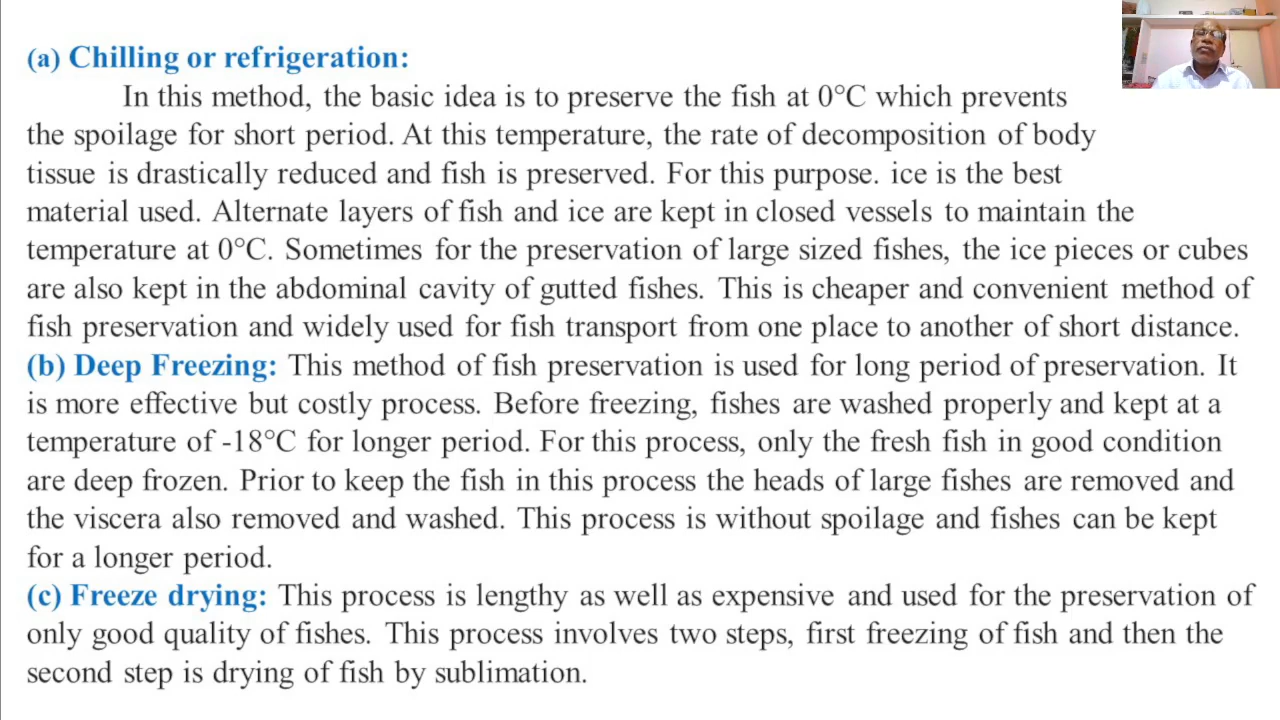 (a) Chilling or refrigeration:
In this method, the basic idea is to preserve the fish at 0°C which prevents
the spoilage for short period. At this temperature, the rate of decomposition of body
tissue is drastically reduced and fish is preserved. For this purpose. ice is the best
material used. Alternate layers of fish and ice are kept in closed vessels to maintain the
temperature at 0°C. Sometimes for the preservation of large sized fishes, the ice pieces or cubes
are also kept in the abdominal cavity of gutted fishes. This is cheaper and convenient method of
fish preservation and widely used for fish transport from one place to another of short distance.
(b) Deep Freezing: This method of fish preservation is used for long period of preservation. It
is more effective but costly process. Before freezing, fishes are washed properly and kept at a
temperature of -18°C for longer period. For this process, only the fresh fish in good condition
are deep frozen. Prior to keep the fish in this process the heads of large fishes are removed and
the viscera also removed and washed. This process is without spoilage and fishes can be kept
for a longer period.
(c) Freeze drying: This process is lengthy as well as expensive and used for the preservation of
only good quality of fishes. This process involves two steps, first freezing of fish and then the
second step is drying of fish by sublimation.